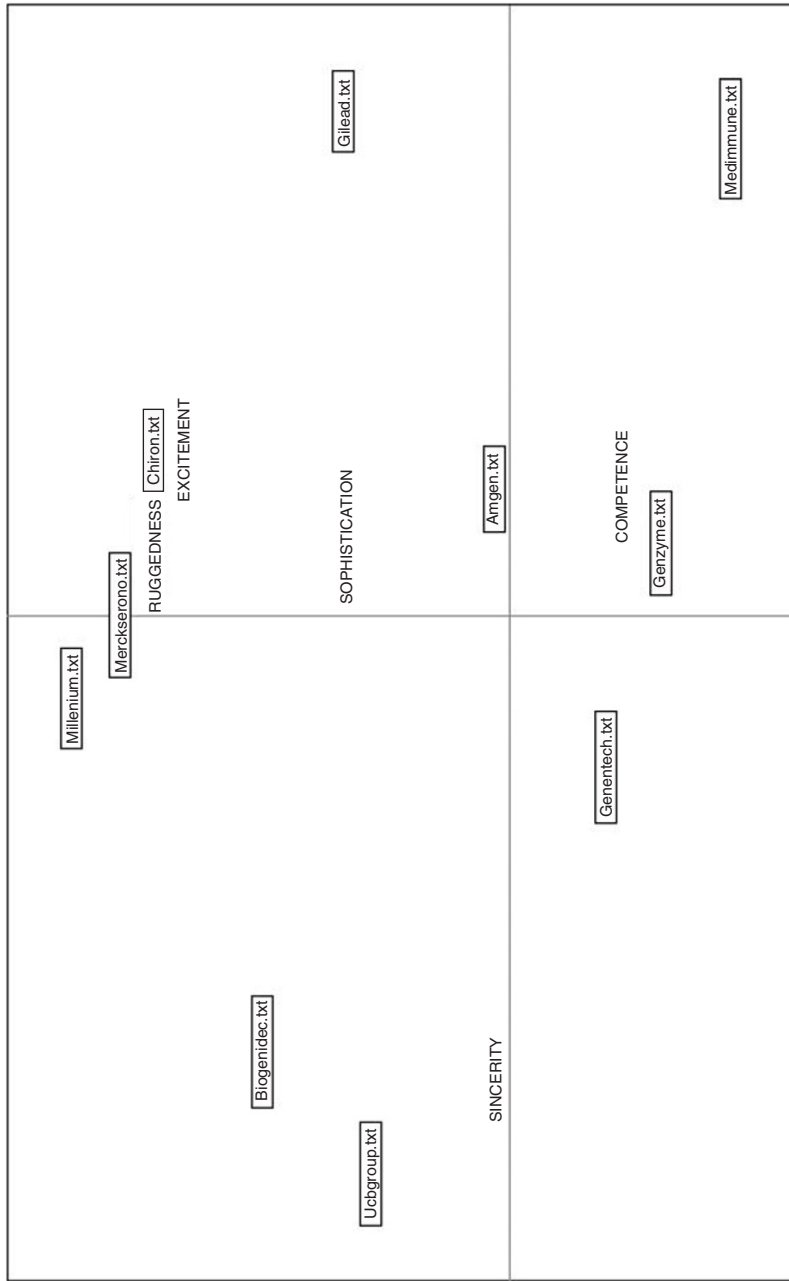 Millenium.txt
Merckserono.txt
RUGGEDNESS
Chiron.txt
EXCITEMENT
Biogenidec.txt
SOPHISTICATION
Gilead.txt
Ucbgroup.txt
SINCERITY
Amgen.txt
Genentech.txt
COMPETENCE
Genzyme.txt
Medimmune.txt